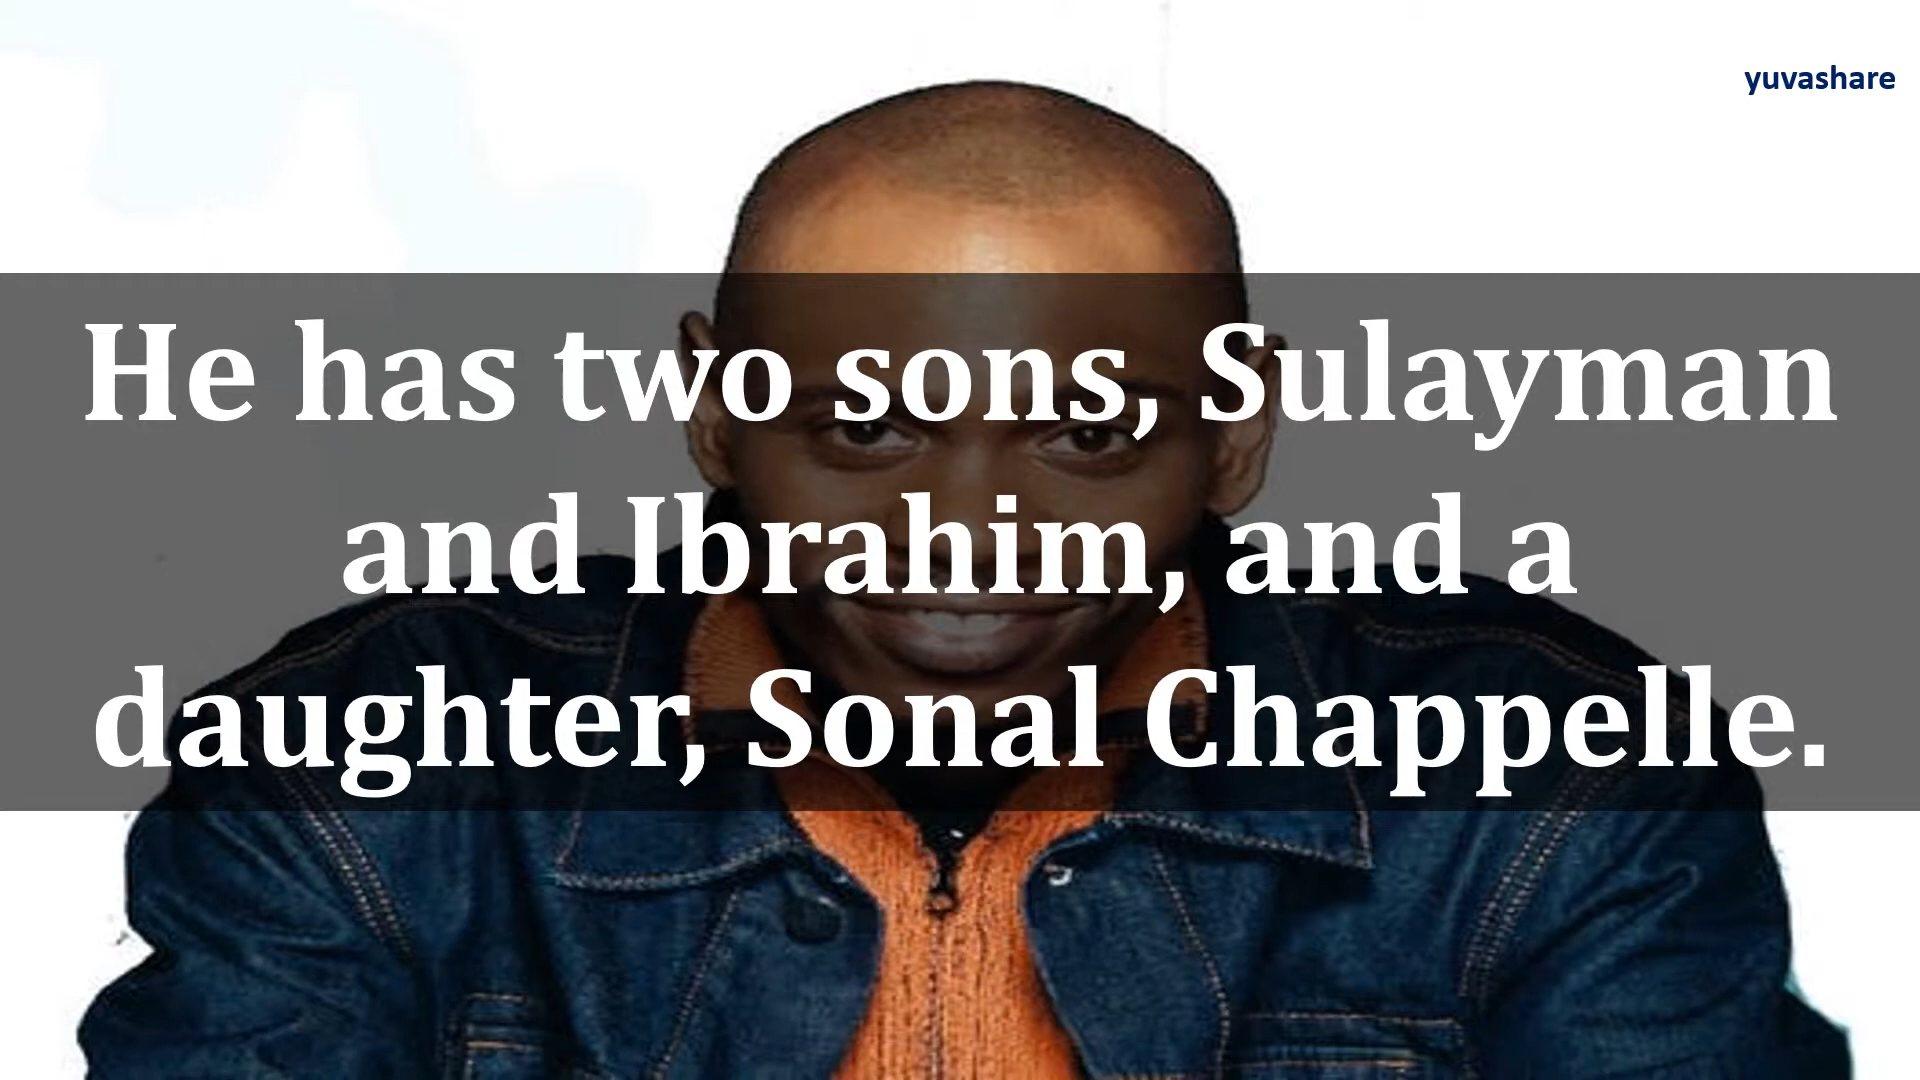 yuvashare
He has two sons, Sulayman
and Ibrahim, and a
daughter, Sonal Chappelle.